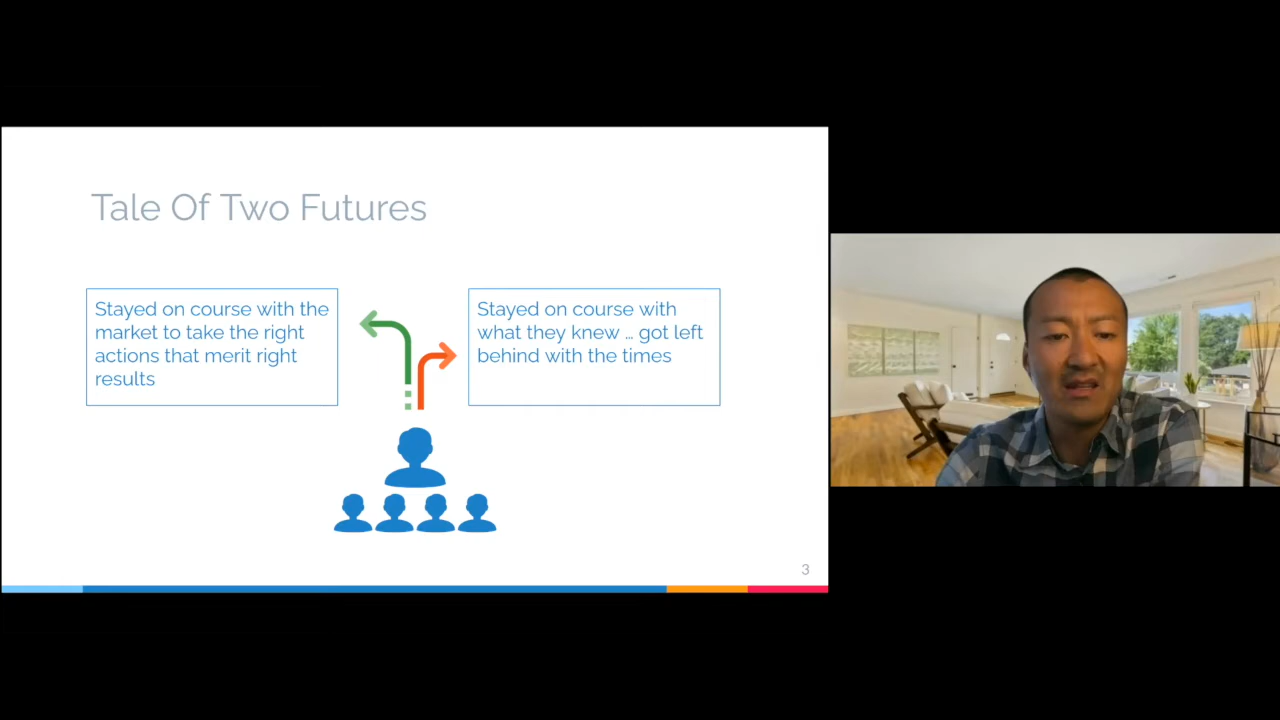 Tale Of Two Futures
Stayed on course with the
market to take the right
actions that merit right
results
Stayed on course with
what they knew ... got left
behind with the times
3